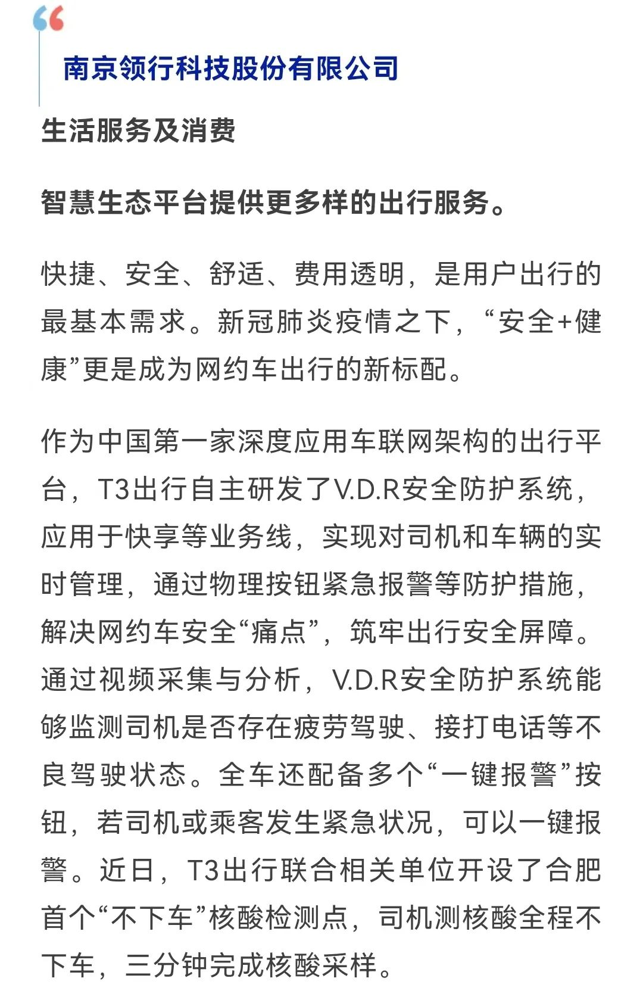 南京领行科技股份有限公司
生活服务及消费
智慧生态平台提供更多样的出行服务。
快捷、安全、舒适、费用透明，是用户出行的
最基本需求。新冠肺炎疫情之下，“安全+健
康”更是成为网约车出行的新标配。
作为中国第一家深度应用车联网架构的出行平
台，T3出行自主研发了V.D.R安全防护系统，
应用于快享等业务线，实现对司机和车辆的实
时管理，通过物理按钮紧急报警等防护措施，
解决网约车安全“痛点”，筑牢出行安全屏障。
通过视频采集与分析，V.D.R安全防护系统能
够监测司机是否存在疲劳驾驶、接打电话等不
良驾驶状态。全车还配备多个“一键报警”按
钮，若司机或乘客发生紧急状况，可以一键报
警。近日，T3出行联合相关单位开设了合肥
首个“不下车”核酸检测点，司机测核酸全程不
下车，三分钟完成核酸采样。